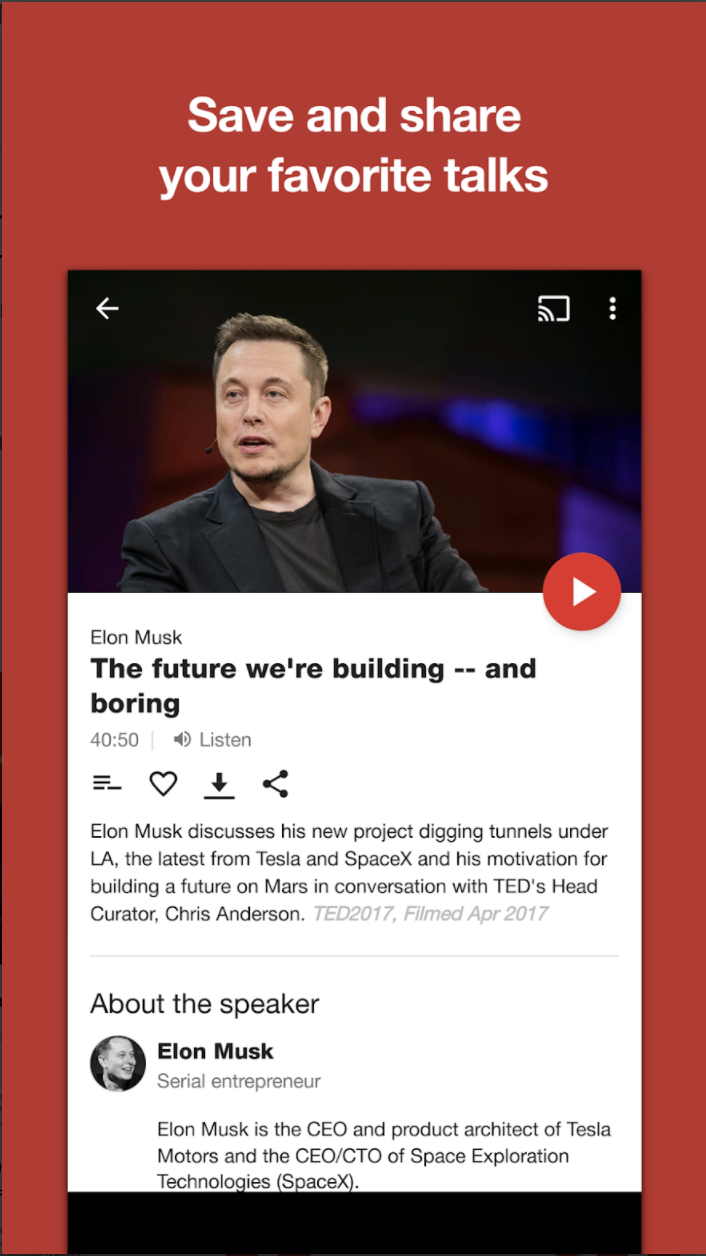 Save and share
your favorite talks
Elon Musk
The future we're building -- and
boring
40:50 | Listen
Elon Musk discusses his new project digging tunnels under
LA, the latest from Tesla and SpaceX and his motivation for
building a future on Mars in conversation with TED's Head
Curator, Chris Anderson. TED2017, Filmed Apr 2017
About the speaker
Elon Musk
Serial entrepreneur
Elon Musk is the CEO and product architect of Tesla
Motors and the CEO/CTO of Space Exploration
Technologies (SpaceX).